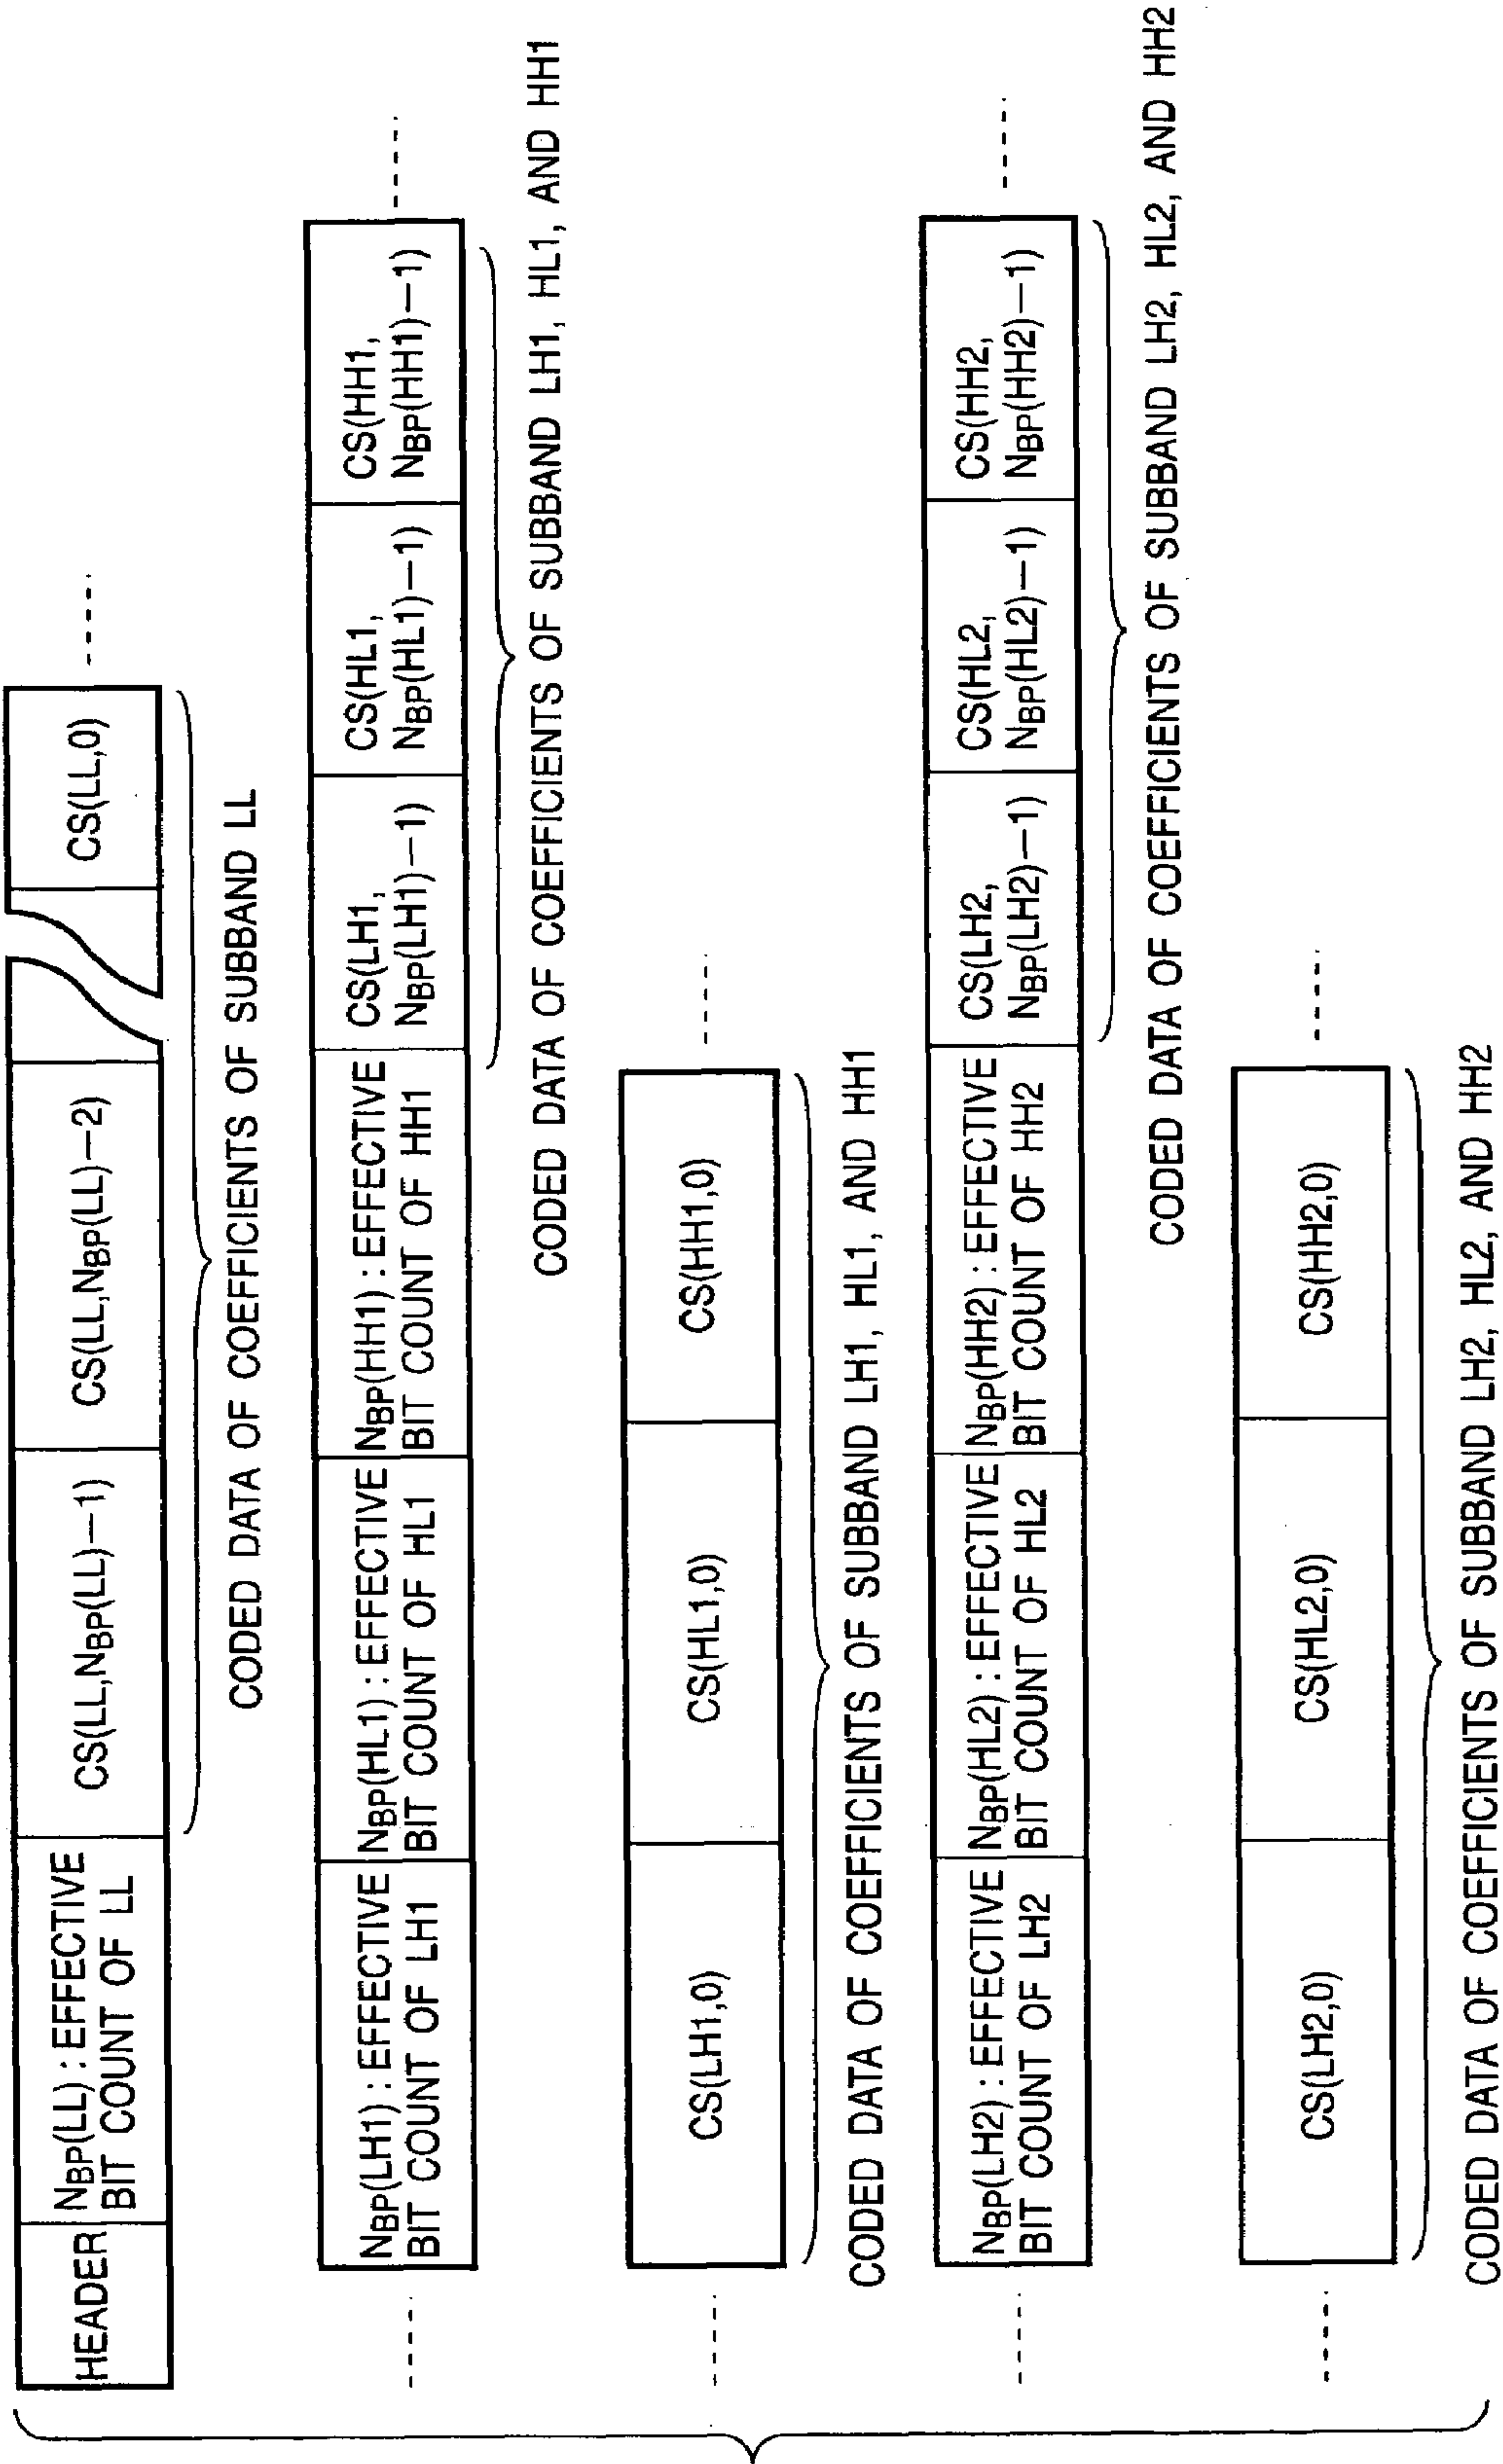 HEADER
NBP(LL) : EFFECTIVE
BIT COUNT OF LL
CS(LL,NBP(LL)—1)
CS(LL,NBP(LL)—2)
CS(LL,0)
CODED DATA OF COEFFICIENTS OF SUBBAND LL
NBP(LH1) : EFFECTIVE
BIT COUNT OF LH1
NBP(HL1) : EFFECTIVE
BIT COUNT OF HL1
NBP(HH1) : EFFECTIVE
BIT COUNT OF HH1
CS(LH1,
NBP(LH1)—1)
CS(HL1,
NBP(HL1)—1)
CS(HH1,
NBP(HH1)—1)
CODED DATA OF COEFFICIENTS OF SUBBAND LH1, HL1, AND HH1
CS(LH1,0)
CS(HL1,0)
CS(HH1,0)
CODED DATA OF COEFFICIENTS OF SUBBAND LH1, HL1, AND HH1
NBP(LH2) : EFFECTIVE
BIT COUNT OF LH2
NBP(HL2) : EFFECTIVE
BIT COUNT OF HL2
NBP(HH2) : EFFECTIVE
BIT COUNT OF HH2
CS(LH2,
NBP(LH2)—1)
CS(HL2,
NBP(HL2)—1)
CS(HH2,
NBP(HH2)—1)
CODED DATA OF COEFFICIENTS OF SUBBAND LH2, HL2, AND HH2
CS(LH2,0)
CS(HL2,0)
CS(HH2,0)
CODED DATA OF COEFFICIENTS OF SUBBAND LH2, HL2, AND HH2